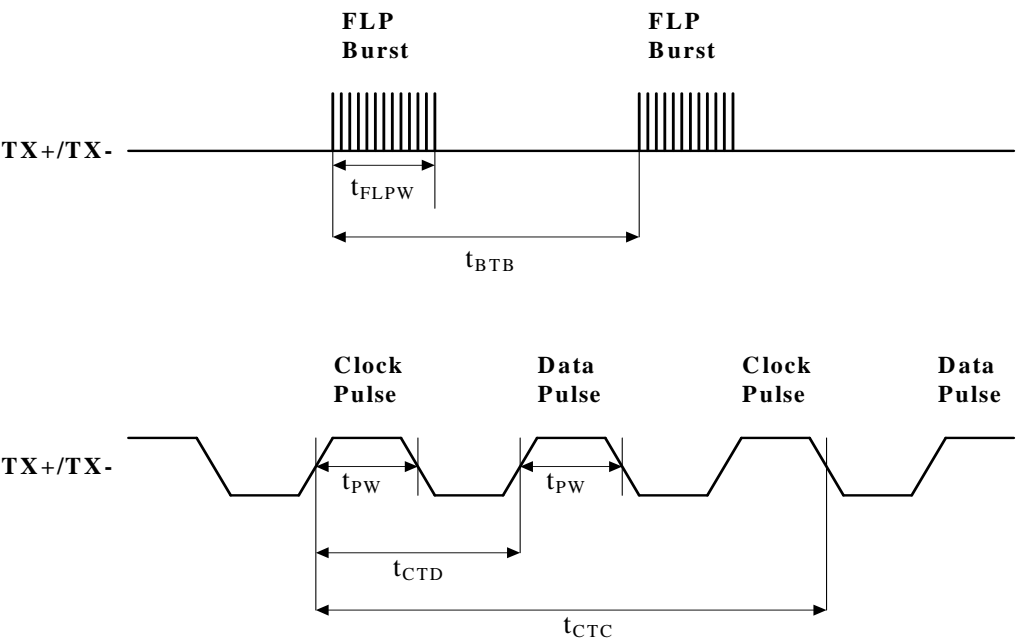 FLP
Burst
FLP
Burst
TX+/TX-
tFLPW
tBTB
Clock
Pulse
Data
Pulse
Clock
Pulse
Data
Pulse
TX+/TX-
tPW
tPW
tCTD
tCTC